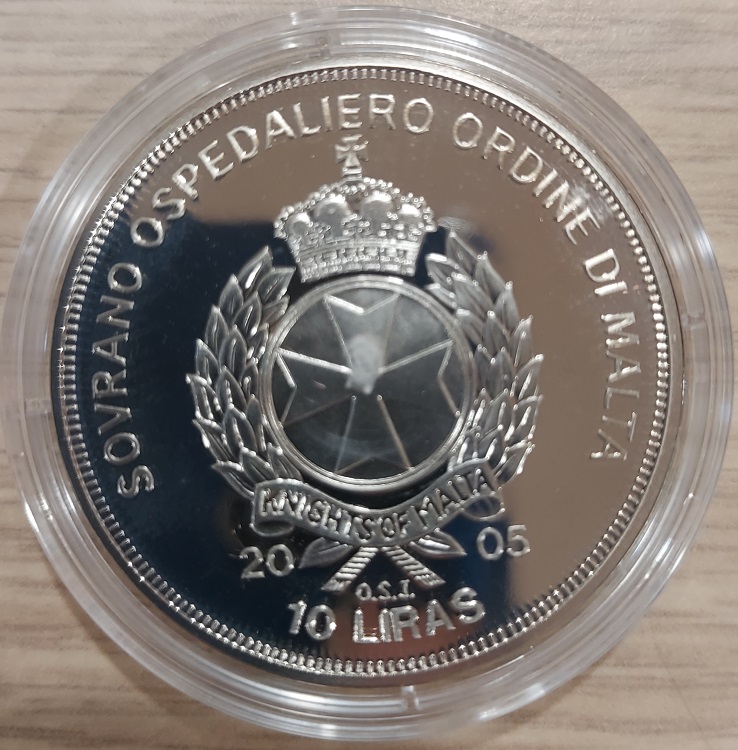 SOVRANO OSPEDALIERO ORDINE DI MALTA
KNIGHTS OF MALTA
20 05
O.S.J.
10 LIRAS